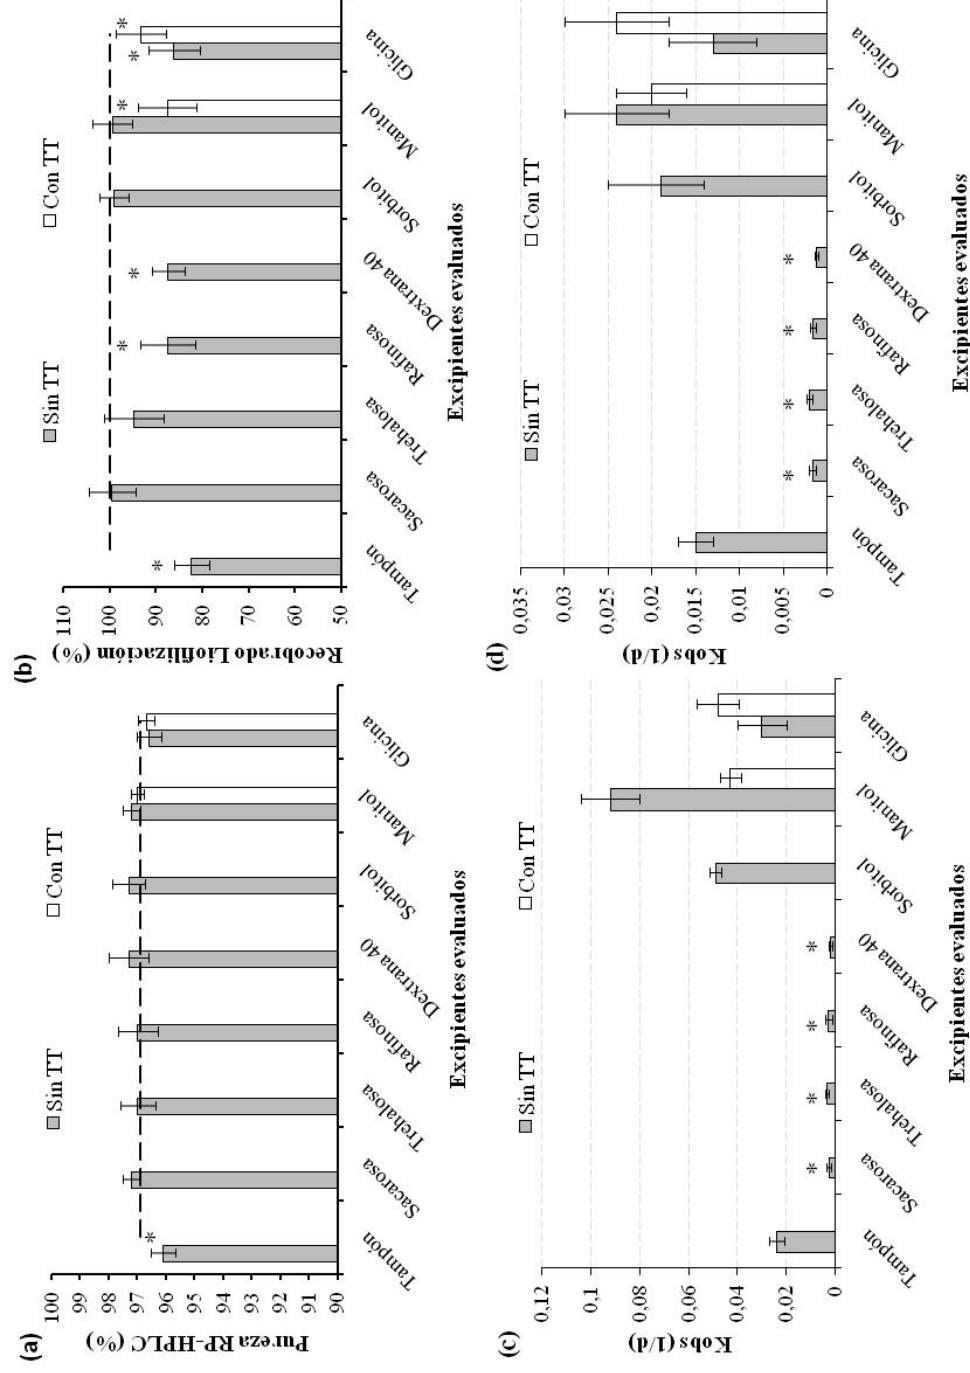 (a)
Pureza RP-HPLC (%)
100
99
98
97
96
95
94
93
92
91
90
Sin TT
Con TT
*
Tampón
Sacarosa
Trehalosa
Rafinosa
Dextrana 40
Sorbitol
Manitol
Glicina
Excipientes evaluados
(b)
Recobrado Liofilizacióm (%)
110
100
90
80
70
60
50
Sin TT
Con TT
*
*
*
*
*
*
Tampón
Sacarosa
Trehalosa
Rafinosa
Dextrana 40
Sorbitol
Manitol
Glicina
Excipientes evaluados
(c)
Kobs (1/d)
0,12
0,1
0,08
0,06
0,04
0,02
0
Sin TT
Con TT
*
*
*
*
Tampón
Sacarosa
Trehalosa
Rafinosa
Dextrana 40
Sorbitol
Manitol
Glicina
Excipientes evaluados
(d)
Kobs (1/d)
0,035
0,03
0,025
0,02
0,015
0,01
0,005
0
Sin TT
Con TT
*
*
*
*
Tampón
Sacarosa
Trehalosa
Rafinosa
Dextrana 40
Sorbitol
Manitol
Glicina
Excipientes evaluados